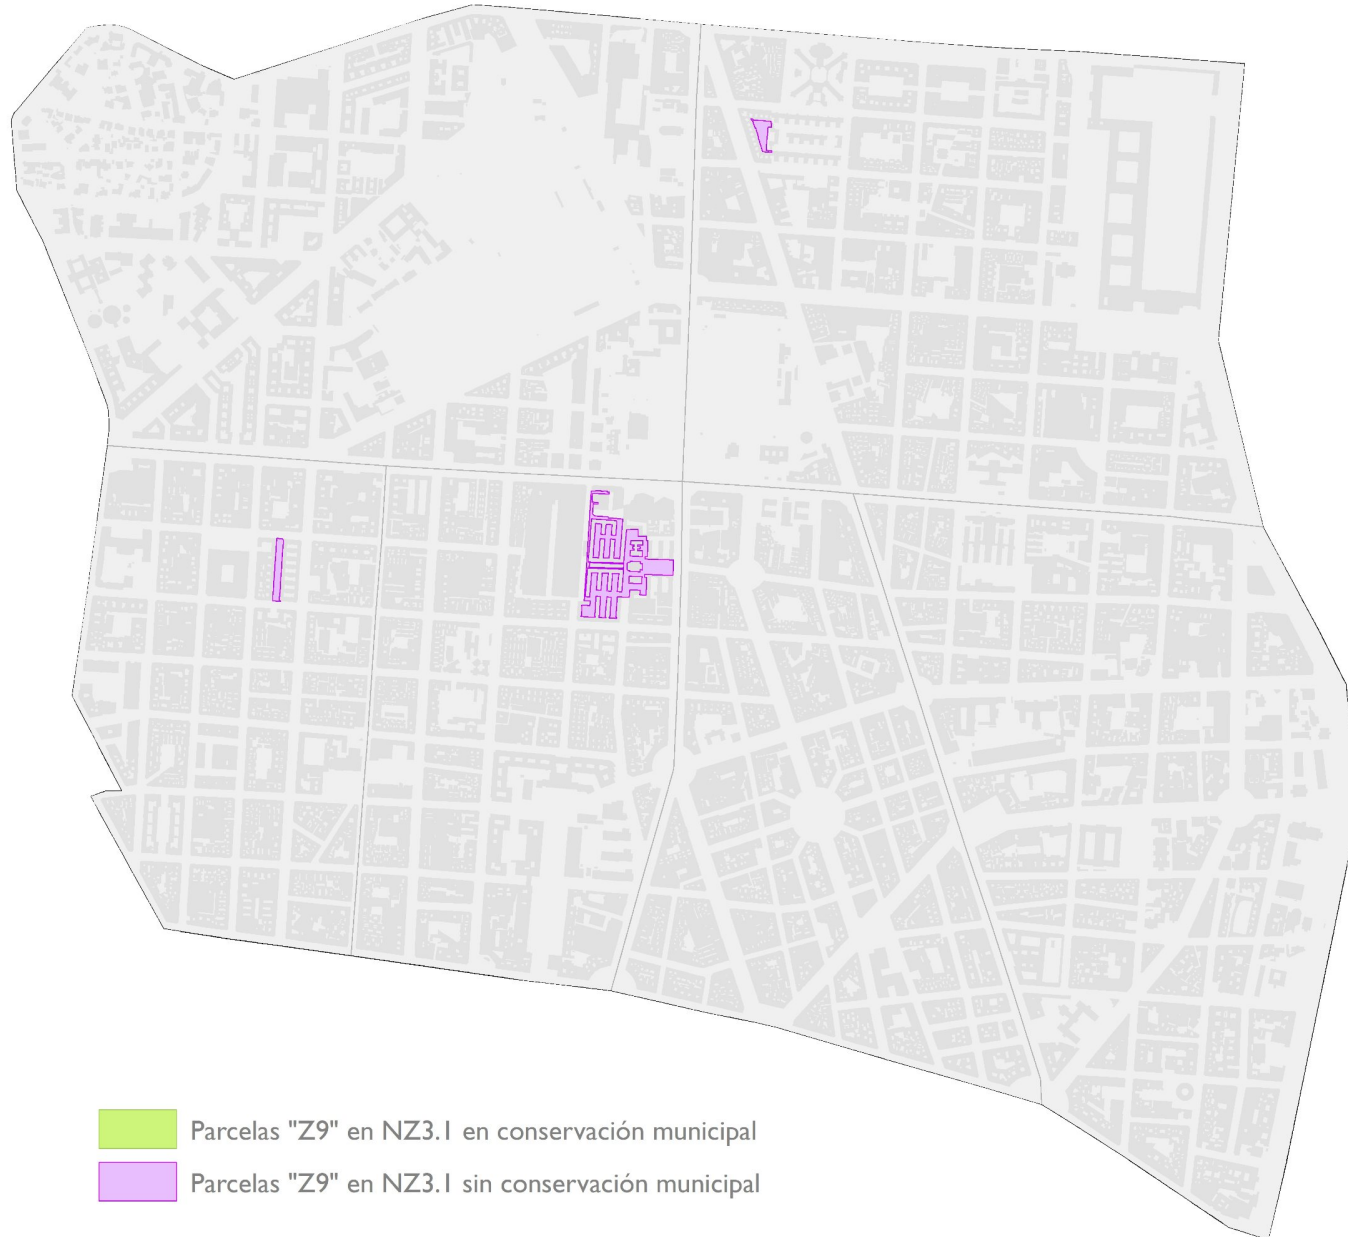 Parcelas "Z9" en NZ3.1 en conservación municipal
Parcelas "Z9" en NZ3.1 sin conservación municipal